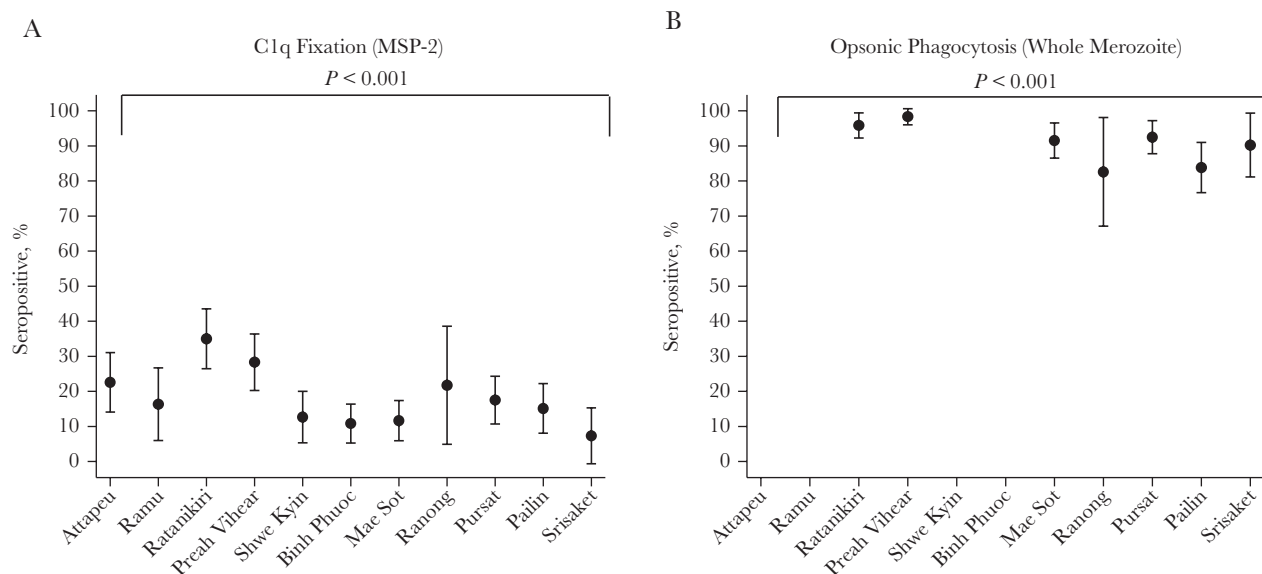 A
C1q Fixation (MSP-2)
P < 0.001
Seropositive, %
100
90
80
70
60
50
40
30
20
10
0
Attapeu
Ramu
Ratanikiri
Preah Vihear
Shwe Kyin
Binh Phuoc
Mac Sot
Ranong
Pursat
Pailin
Srisaket
B
Opsonic Phagocytosis (Whole Merozoite)
P < 0.001
Seropositive, %
100
90
80
70
60
50
40
30
20
10
0
Attapeu
Ramu
Ratanikiri
Preah Vihear
Shwe Kyin
Binh Phuoc
Mac Sot
Ranong
Pursat
Pailin
Srisaket